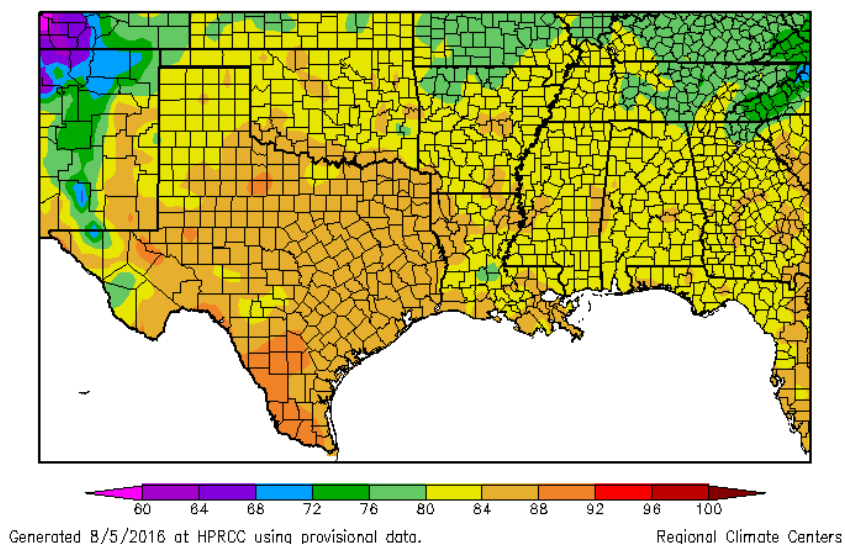 60 64 68 72 76 80 84 88 92 96 100
Generated 8/5/2016 at HPRCC using provisional data.
Regional Climate Centers